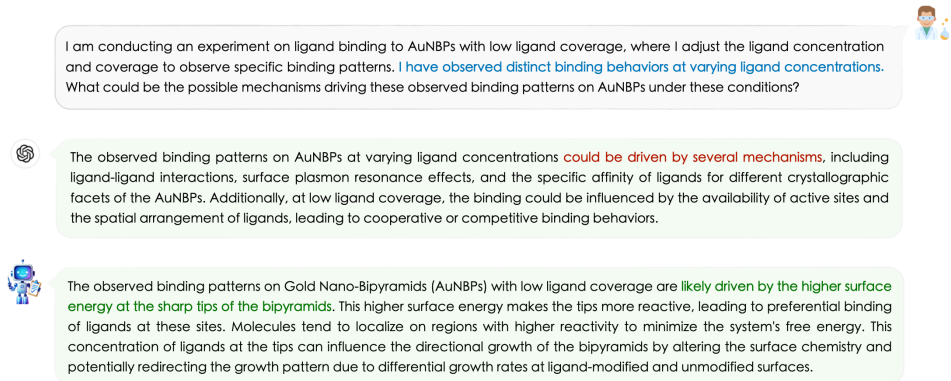 I am conducting an experiment on ligand binding to AuNBPs with low ligand coverage, where I adjust the ligand concentration
and coverage to observe specific binding patterns. I have observed distinct binding behaviors at varying ligand concentrations.
What could be the possible mechanisms driving these observed binding patterns on AuNBPs under these conditions?
The observed binding patterns on AuNBPs at varying ligand concentrations could be driven by several mechanisms, including
ligand-ligand interactions, surface plasmon resonance effects, and the specific affinity of ligands for different crystallographic
facets of the AuNBPs. Additionally, at low ligand coverage, the binding could be influenced by the availability of active sites and
the spatial arrangement of ligands, leading to cooperative or competitive binding behaviors.
The observed binding patterns on Gold Nano-Bipyramids (AuNBPs) with low ligand coverage are likely driven by the higher surface
energy at the sharp tips of the bipyramids. This higher surface energy makes the tips more reactive, leading to preferential binding
of ligands at these sites. Molecules tend to localize on regions with higher reactivity to minimize the system's free energy. This
concentration of ligands at the tips can influence the directional growth of the bipyramids by altering the surface chemistry and
potentially redirecting the growth pattern due to differential growth rates at ligand-modified and unmodified surfaces.